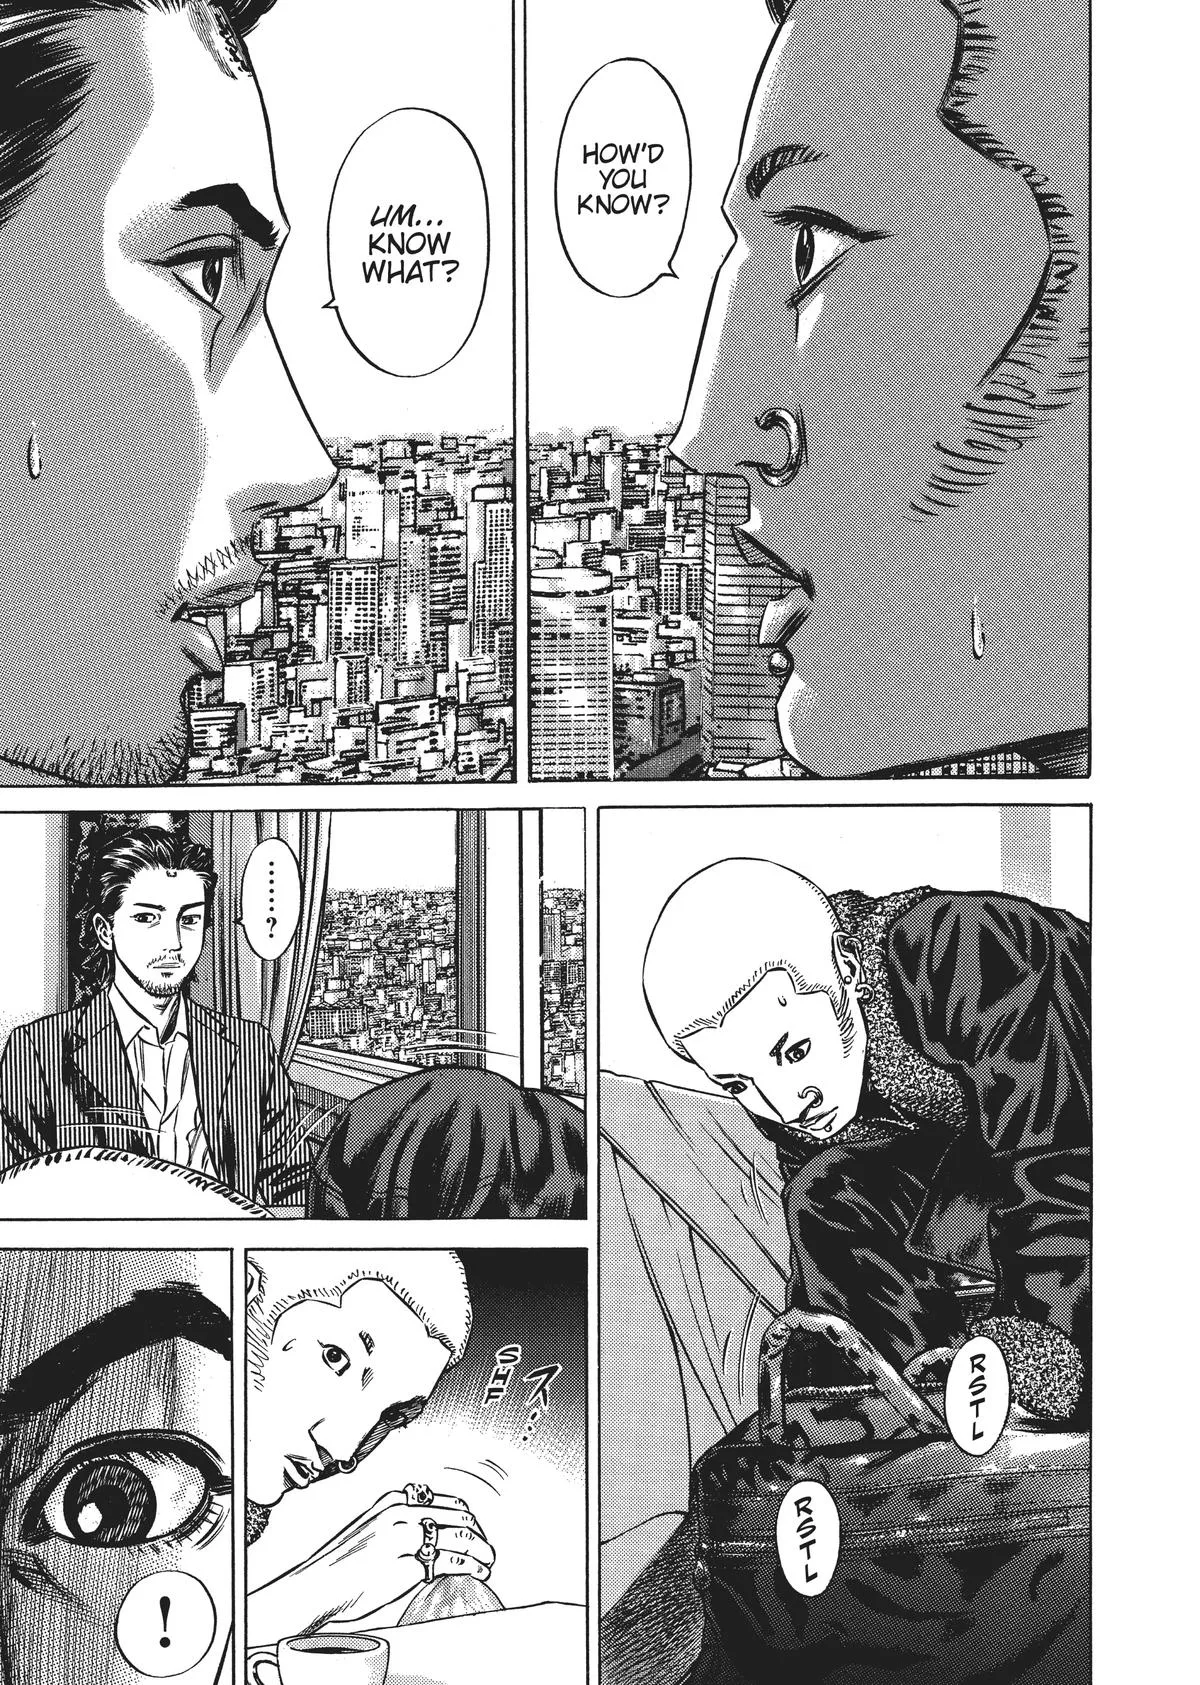 HOW'D
YOU
KNOW?
UM...
KNOW
WHAT?
RSTL
RSTL
......?
ス...
SHF
!